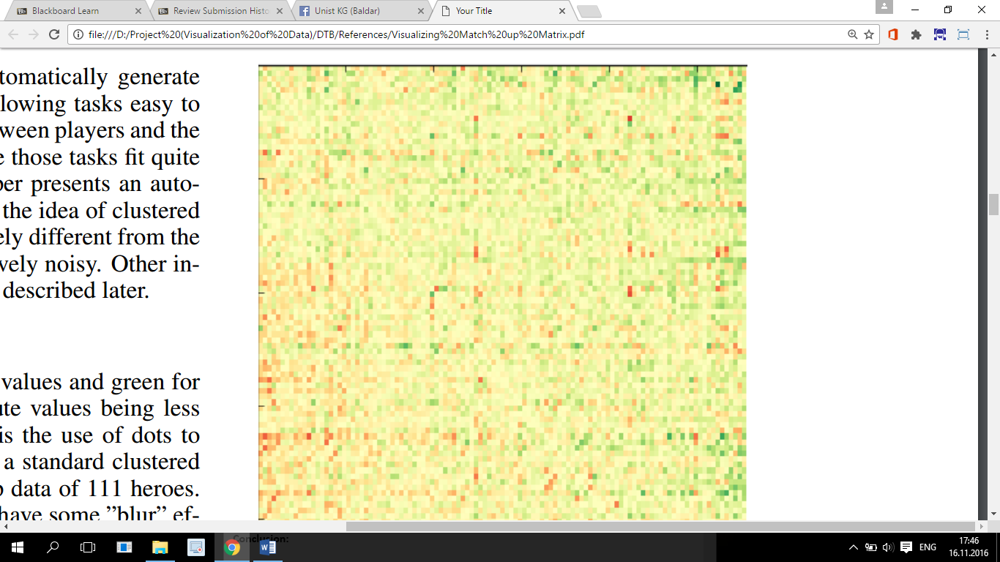 Blackboard Learn
Review Submission Histo
Unist KG (Baldar)
Your Title
file:///D:/Project%20(Visualization%20of%20Data)/DTB/References/Visualizing%20Match%20up%20Matrix.pdf
tomatically generate
lowing tasks easy to
ween players and the
e those tasks fit quite
per presents an auto-
the idea of clustered
ely different from the
vely noisy. Other in-
described later.
values and green for
ute values being less
is the use of dots to
a standard clustered
p data of 111 heroes.
have some ”blur” ef-
Conclusion:
ENG
17:46
16.11.2016